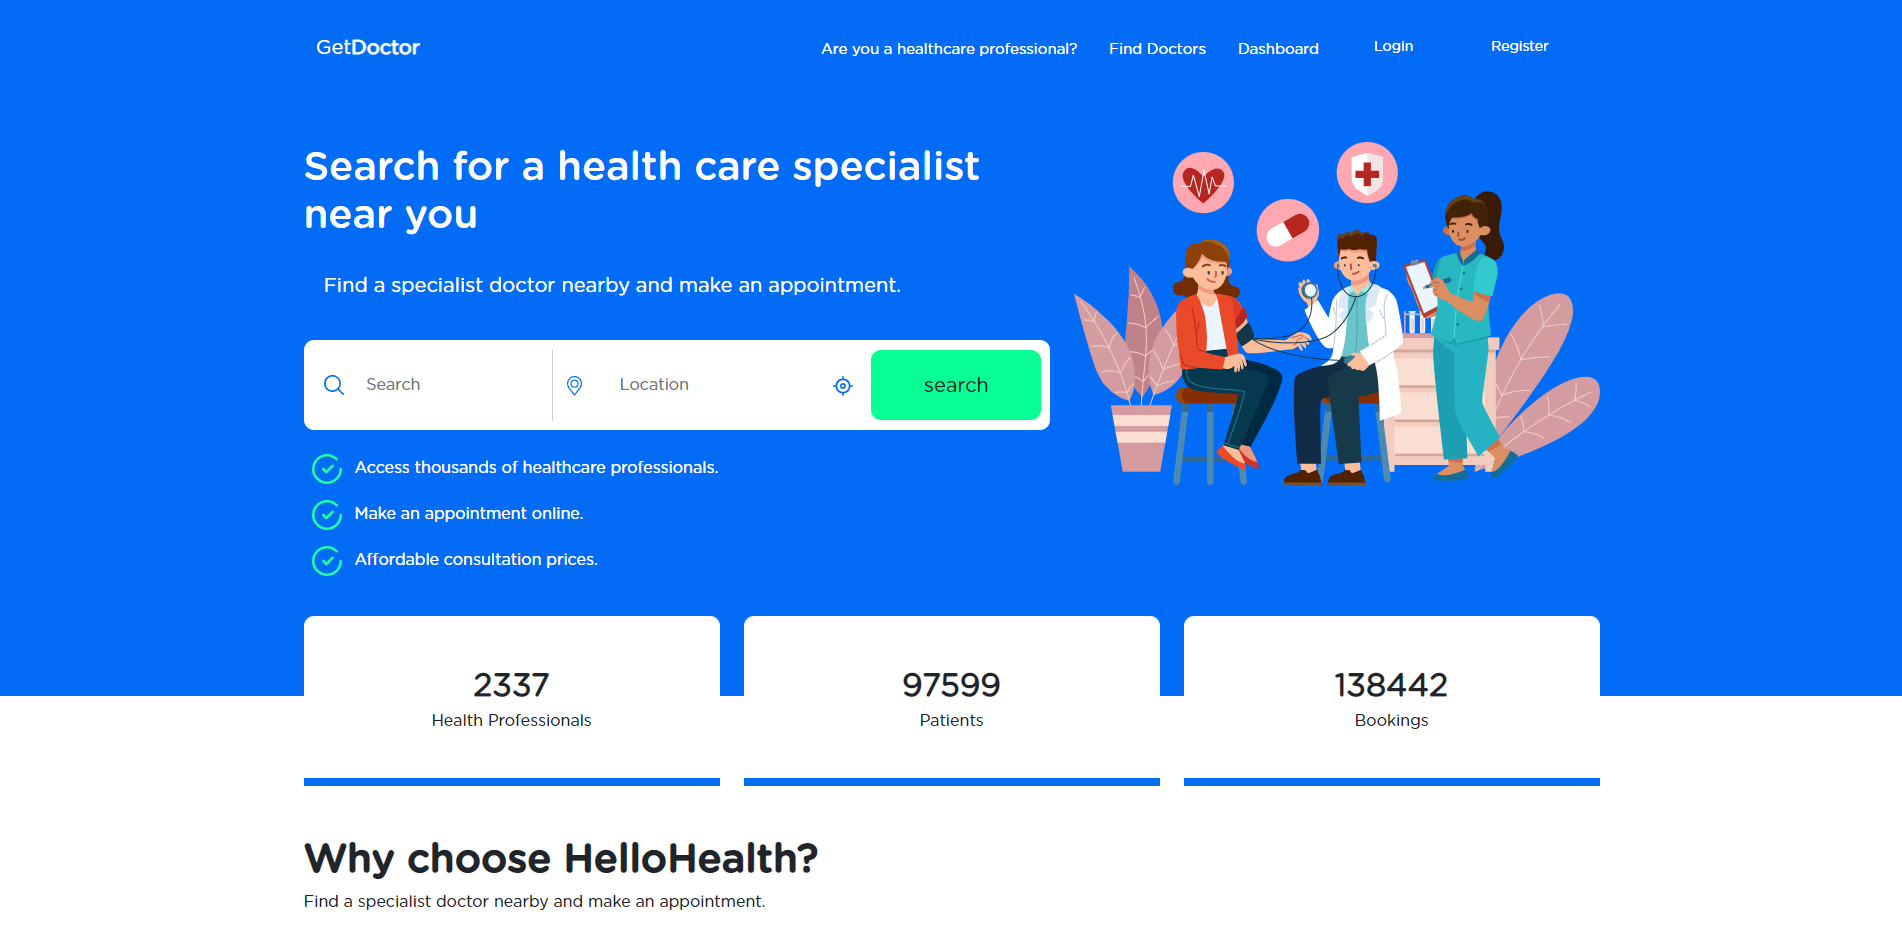 GetDoctor
Are you a healthcare professional?
Find Doctors
Dashboard
Login
Register
Search for a health care specialist
near you
Find a specialist doctor nearby and make an appointment.
Search
Location
search
Access thousands of healthcare professionals.
Make an appointment online.
Affordable consultation prices.
2337
Health Professionals
97599
Patients
138442
Bookings
Why choose HelloHealth?
Find a specialist doctor nearby and make an appointment.